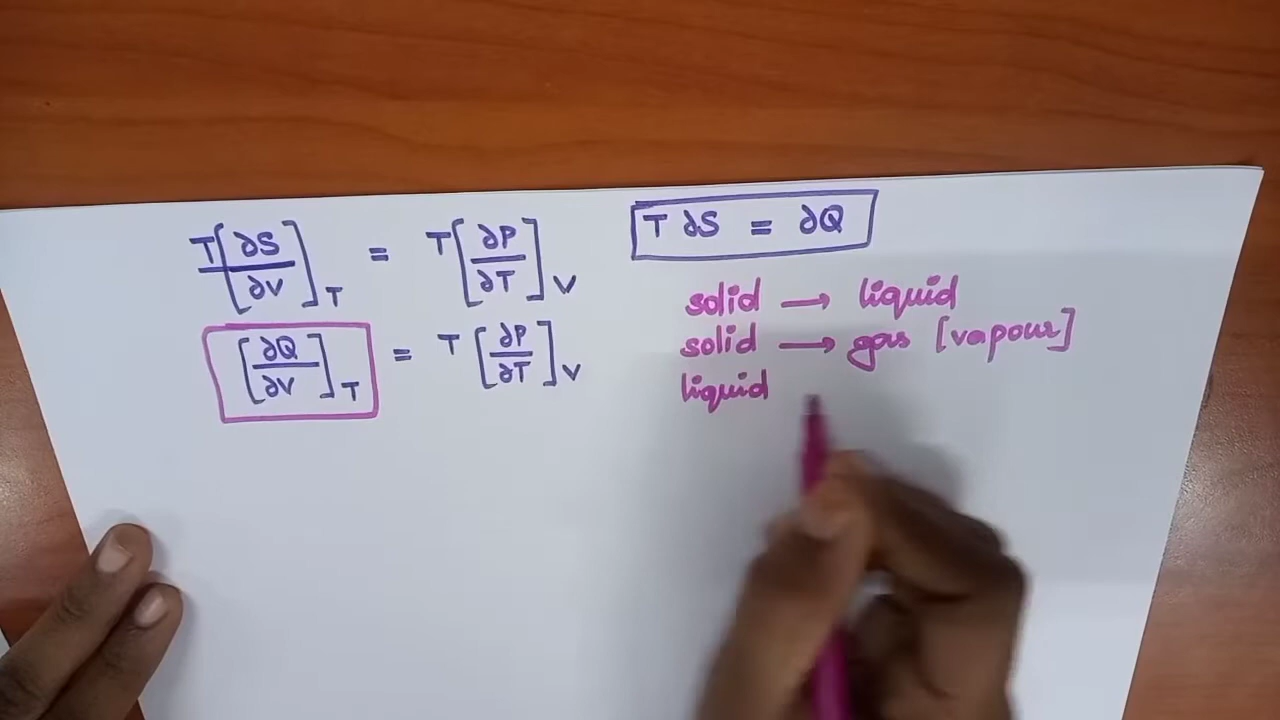 T[∂S/∂V]_T = T[∂P/∂T]_V
[∂Q/∂V]_T = T[∂P/∂T]_V
T ∂S = ∂Q
solid → liquid
solid → gas [vapour]
liquid